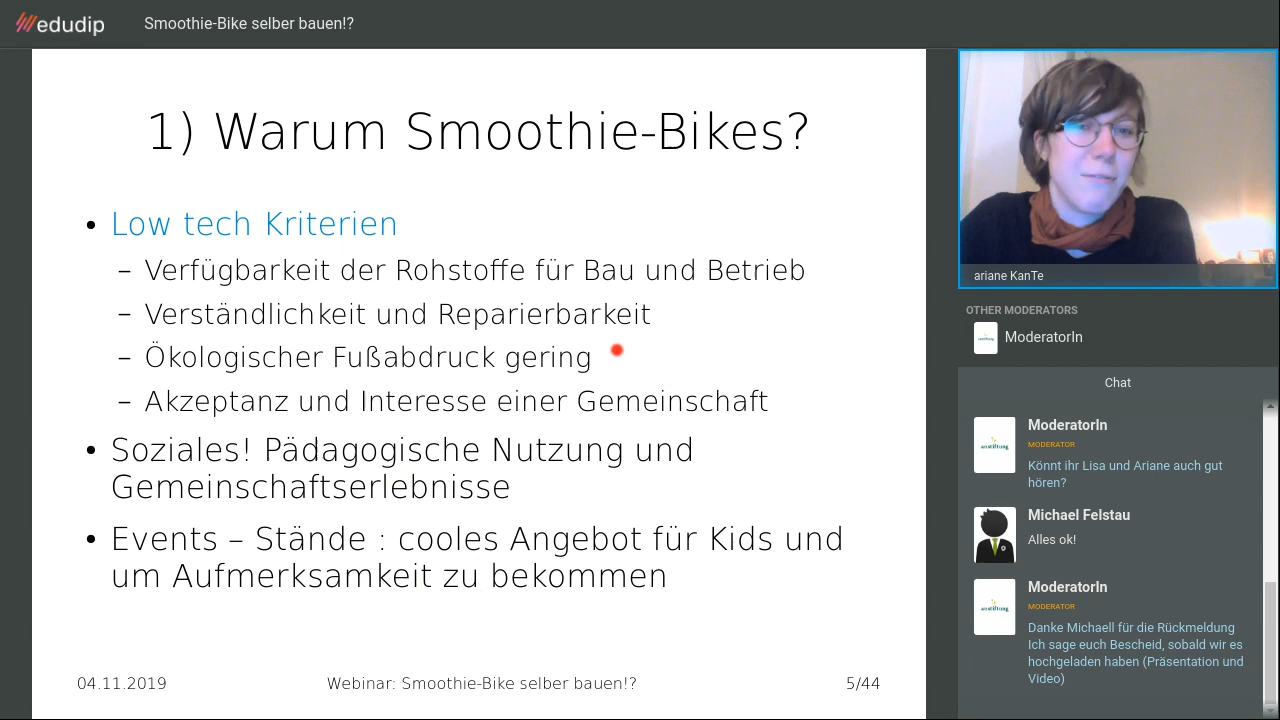 edudip
Smoothie-Bike selber bauen!?
1) Warum Smoothie-Bikes?
• Low tech Kriterien
– Verfügbarkeit der Rohstoffe für Bau und Betrieb
– Verständlichkeit und Reparierbarkeit
– Ökologischer Fußabdruck gering
– Akzeptanz und Interesse einer Gemeinschaft
• Soziales! Pädagogische Nutzung und
Gemeinschaftserlebnisse
• Events – Stände : cooles Angebot für Kids und
um Aufmerksamkeit zu bekommen
04.11.2019
Webinar: Smoothie-Bike selber bauen!?
5/44
ariane KanTe
OTHER MODERATORS
anstiftung
ModeratorIn
Chat
anstiftung
ModeratorIn
MODERATOR
Könnt ihr Lisa und Ariane auch gut
hören?
Michael Felstau
Alles ok!
anstiftung
ModeratorIn
MODERATOR
Danke Michaell für die Rückmeldung
Ich sage euch Bescheid, sobald wir es
hochgeladen haben (Präsentation und
Video)